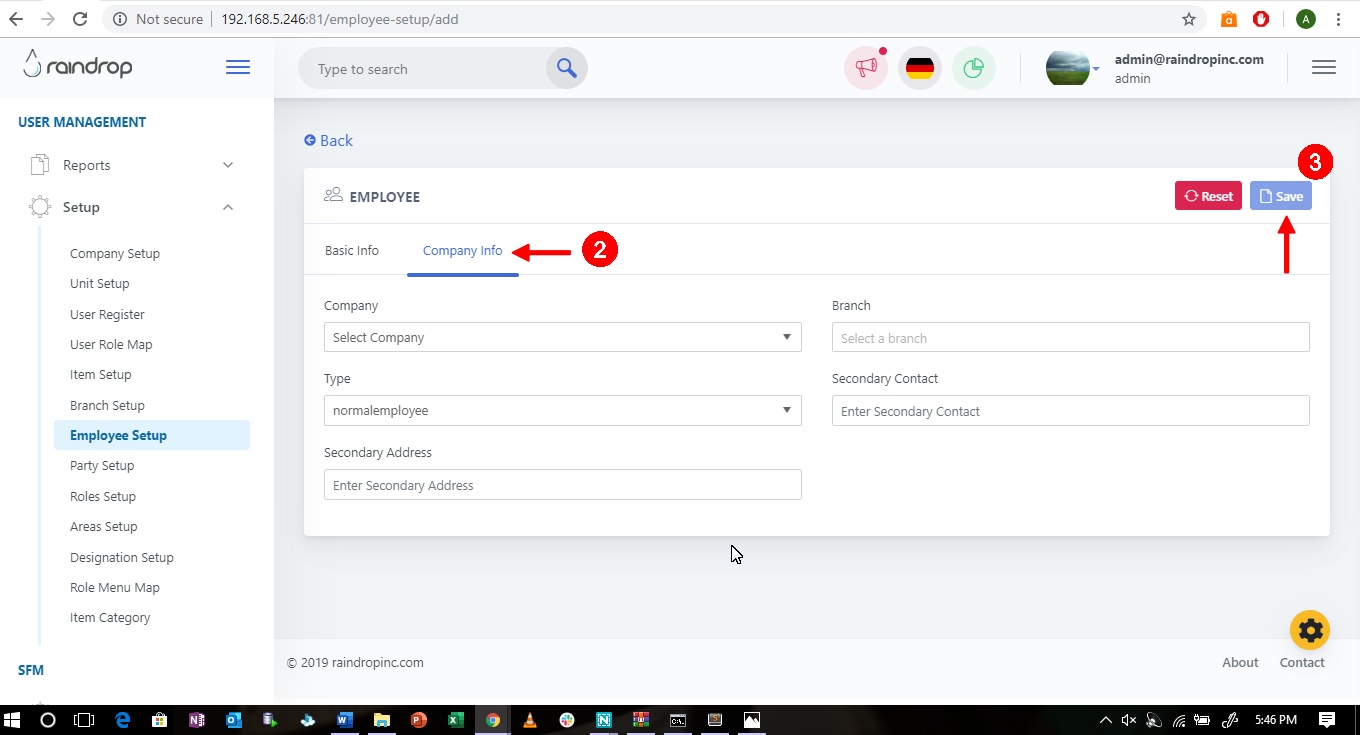 Not secure | 192.168.5.246:81/employee-setup/add
A
raindrop
Type to search
admin@raindropinc.com
admin
USER MANAGEMENT
Reports
Setup
Company Setup
Unit Setup
User Register
User Role Map
Item Setup
Branch Setup
Employee Setup
Party Setup
Roles Setup
Areas Setup
Designation Setup
Role Menu Map
Item Category
SFM
Back
3
EMPLOYEE
Reset
Save
Basic Info
Company Info
2
Company
Branch
Select Company
Select a branch
Type
Secondary Contact
normalemployee
Enter Secondary Contact
Secondary Address
Enter Secondary Address
© 2019 raindropinc.com
About
Contact
5:46 PM